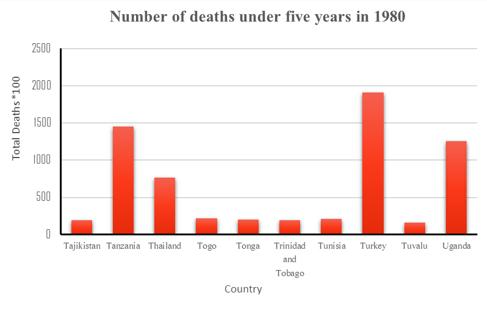 Number of deaths under five years in 1980
Total Deaths *100
2500
2000
1500
1000
500
0
Tajikistan Tanzania Thailand Togo Tonga Trinidad and Tobago Tunisia Turkey Tuvalu Uganda
Country